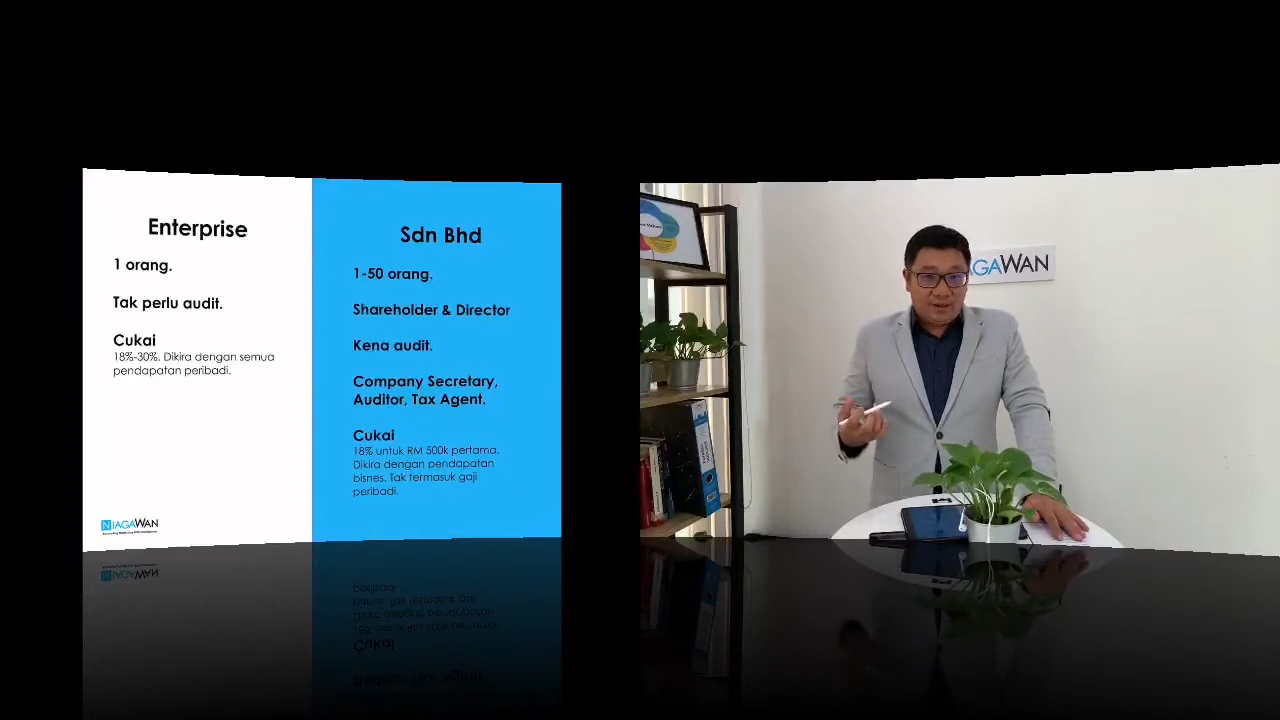 Enterprise
1 orang.
Tak perlu audit.
Cukai
18%-30%. Dikira dengan semua
pendapatan peribadi.
NIAGAWAN
Sdn Bhd
1-50 orang.
Shareholder & Director
Kena audit.
Company Secretary,
Auditor, Tax Agent.
Cukai
18% untuk RM 500k pertama.
Dikira dengan pendapatan
bisnes. Tak termasuk gaji
peribadi.
AGAWAN